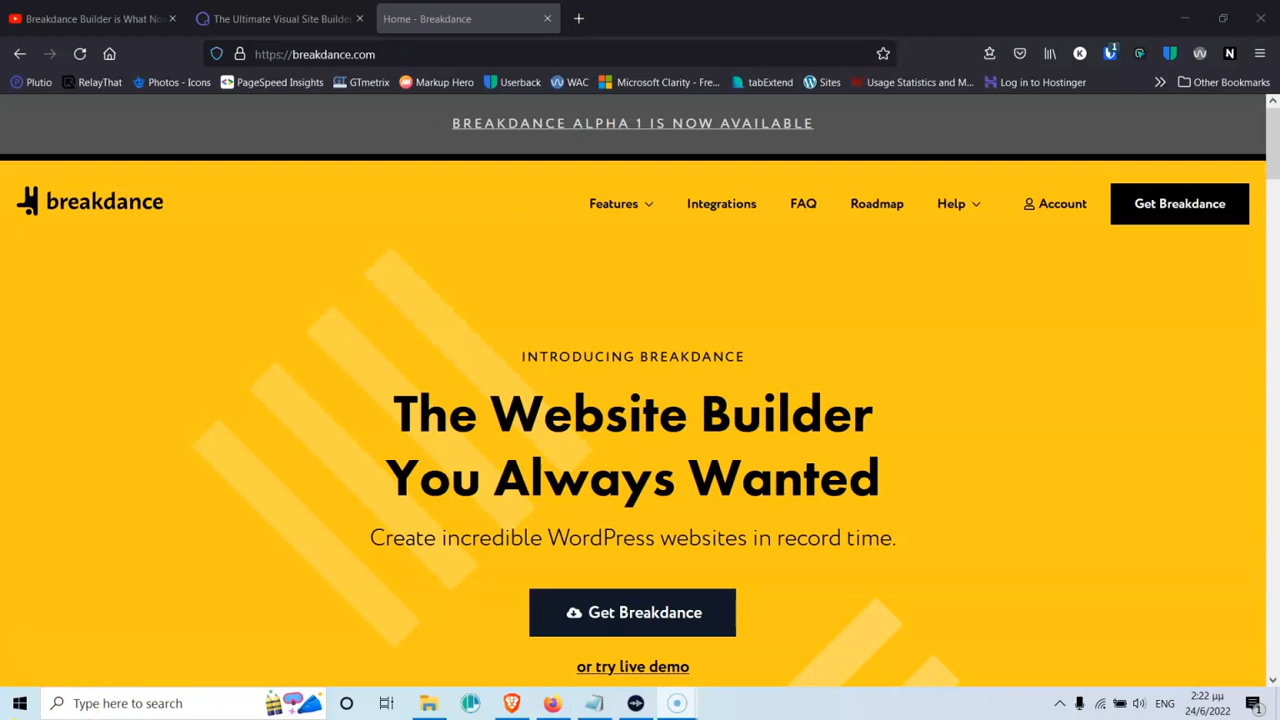 Breakdance Builder is What Nov
The Ultimate Visual Site Builder
Home - Breakdance
https://breakdance.com
Plutio
RelayThat
Photos - Icons
PageSpeed Insights
GTmetrix
Markup Hero
Userback
WAC
Microsoft Clarity - Fre...
tabExtend
Sites
Usage Statistics and M...
Log in to Hostinger
Other Bookmarks
BREAKDANCE ALPHA 1 IS NOW AVAILABLE
breakdance
Features
Integrations
FAQ
Roadmap
Help
Account
Get Breakdance
INTRODUCING BREAKDANCE
The Website Builder
You Always Wanted
Create incredible WordPress websites in record time.
Get Breakdance
or try live demo
Type here to search
ENG
2:22 μμ
24/6/2022
1